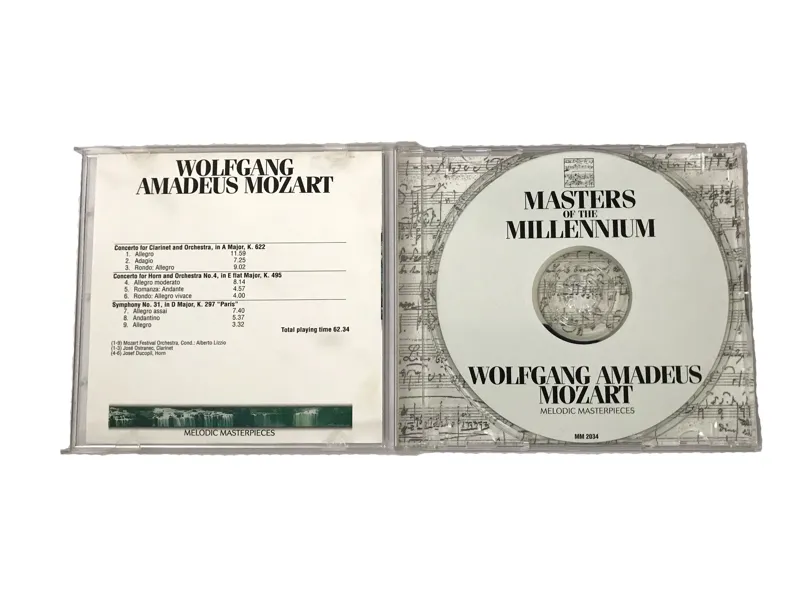 WOLFGANG
AMADEUS MOZART
Concerto for Clarinet and Orchestra, in A Major, K. 622
1. Allegro 11.59
2. Adagio 7.25
3. Rondo: Allegro 9.02
Concerto for Horn and Orchestra No.4, in E flat Major, K. 495
4. Allegro moderato 8.14
5. Romanza: Andante 4.57
6. Rondo: Allegro vivace 4.00
Symphony No. 31, in D Major, K. 297 "Paris"
7. Allegro assai 7.40
8. Andantino 5.37
9. Allegro 3.32
Total playing time 62.34
(1-9) Mozart Festival Orchestra, Cond.: Alberto Lizzio
(1-3) José Ostranec, Clarinet
(4-6) Josef Ducopil, Horn
MELODIC MASTERPIECES
MASTERS
OF THE
MILLENNIUM
WOLFGANG AMADEUS
MOZART
MELODIC MASTERPIECES
MM 2034